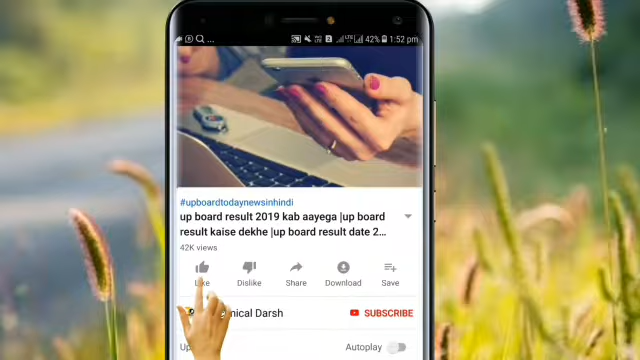 42% 1:52 pm
#upboardtodaynewsinhindi
up board result 2019 kab aayega |up board
result kaise dekhe |up board result date 2...
42K views
Like Dislike Share Download Save
nical Darsh SUBSCRIBE
Up Autoplay